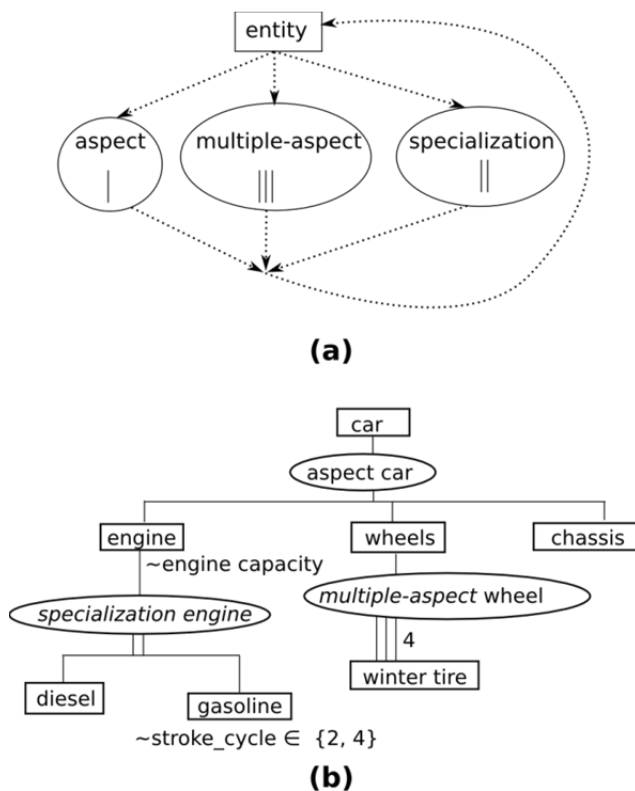 entity
aspect
multiple-aspect
specialization
(a)
car
aspect car
engine
wheels
chassis
~engine capacity
specialization engine
multiple-aspect wheel
4
diesel
gasoline
winter tire
~stroke_cycle ∈ {2, 4}
(b)